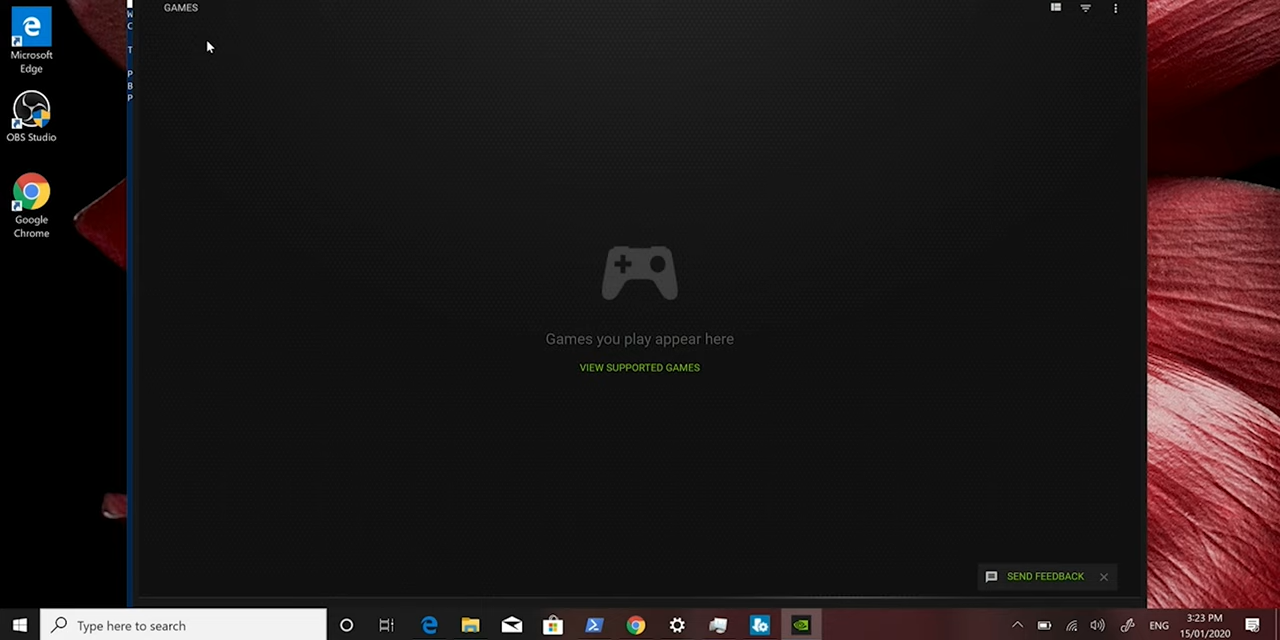 GAMES
Microsoft
Edge
OBS Studio
Google
Chrome
W
C
T
P
B
P
Games you play appear here
VIEW SUPPORTED GAMES
SEND FEEDBACK
Type here to search
ENG
3:23 PM
15/01/2020